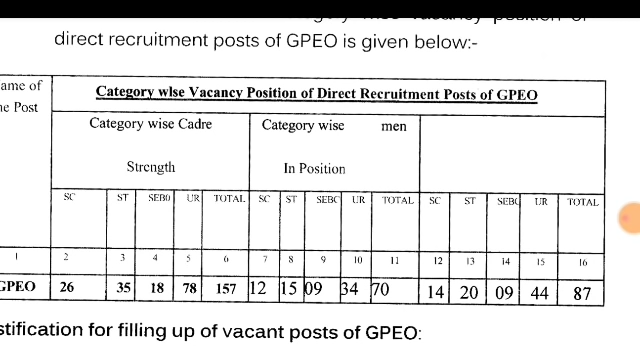 direct recruitment posts of GPEO is given below:-
ame of
e Post
Category wise Vacancy Position of Direct Recruitment Posts of GPEO
Category wise Cadre
Strength
Category wise men
In Position
SC ST SEBC UR TOTAL SC ST SEBC UR TOTAL SC ST SEBC UR TOTAL
1 2 3 4 5 6 7 8 9 10 11 12 13 14 15 16
GPEO 26 35 18 78 157 12 15 09 34 70 14 20 09 44 87
stification for filling up of vacant posts of GPEO: